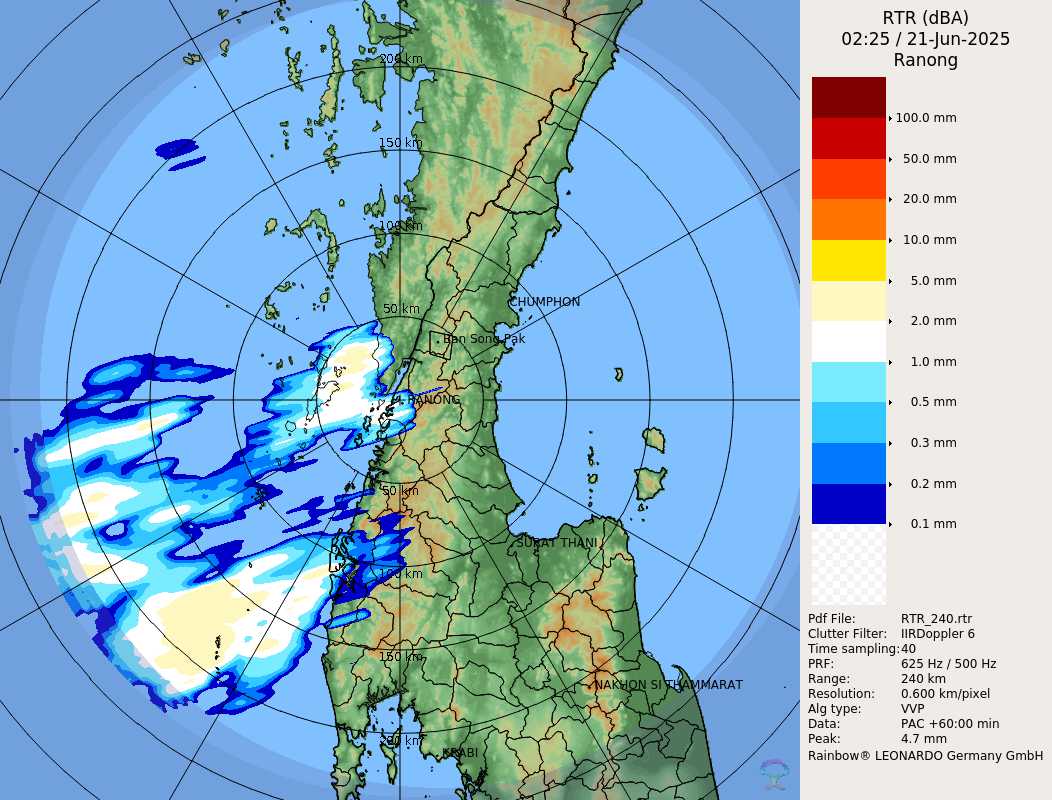 RTR (dBA)
02:25 / 21-Jun-2025
Ranong
100.0 mm
50.0 mm
20.0 mm
10.0 mm
5.0 mm
2.0 mm
1.0 mm
0.5 mm
0.3 mm
0.2 mm
0.1 mm
Pdf File: RTR_240.rtr
Clutter Filter: IIRDoppler 6
Time sampling: 40
PRF: 625 Hz / 500 Hz
Range: 240 km
Resolution: 0.600 km/pixel
Alg type: VVP
Data: PAC +60:00 min
Peak: 4.7 mm
Rainbow® LEONARDO Germany GmbH
200 km
150 km
100 km
CHUMPHON
50 km
Ban Song Pak
RANONG
50 km
SURAT THANI
100 km
150 km
NAKHON SI THAMMARAT
200 km
KRABI